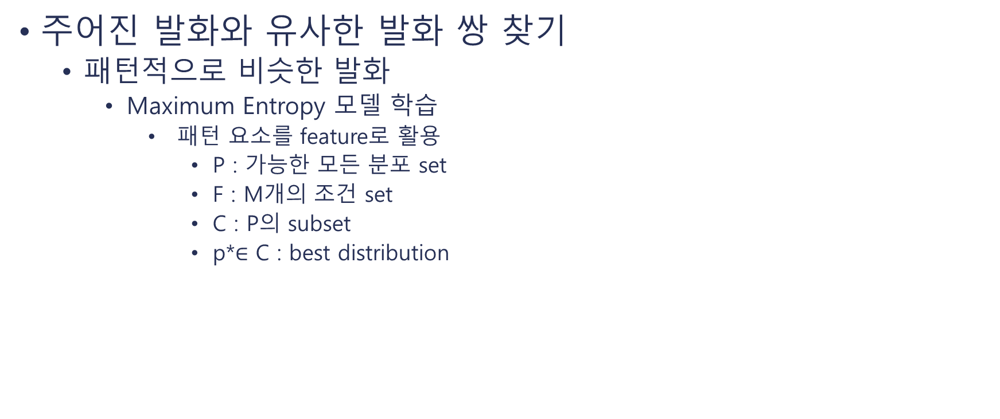 • 주어진 발화와 유사한 발화 쌍 찾기
• 패턴적으로 비슷한 발화
• Maximum Entropy 모델 학습
• 패턴 요소를 feature로 활용
• P : 가능한 모든 분포 set
• F : M개의 조건 set
• C : P의 subset
• p*∈ C : best distribution